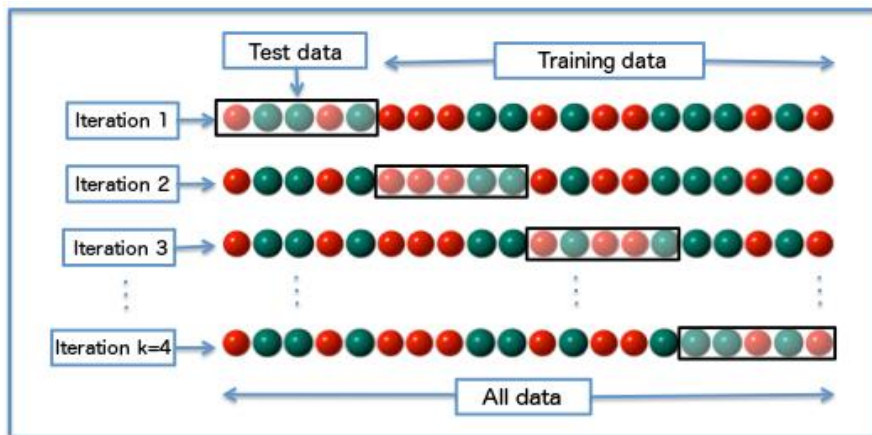 Test data
Training data
Iteration 1
Iteration 2
Iteration 3
Iteration k=4
All data